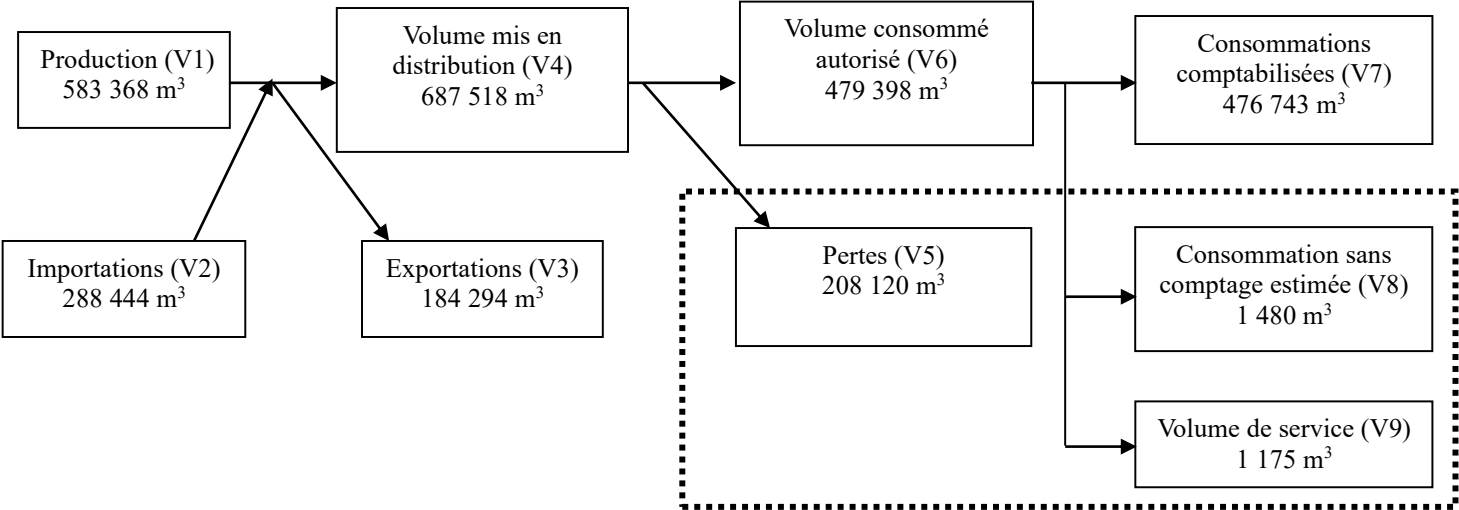 Production (V1)
583 368 m³
Volume mis en
distribution (V4)
687 518 m³
Volume consommé
autorisé (V6)
479 398 m³
Consommations
comptabilisées (V7)
476 743 m³
Importations (V2)
288 444 m³
Exportations (V3)
184 294 m³
Pertes (V5)
208 120 m³
Consommation sans
comptage estimée (V8)
1 480 m³
Volume de service (V9)
1 175 m³